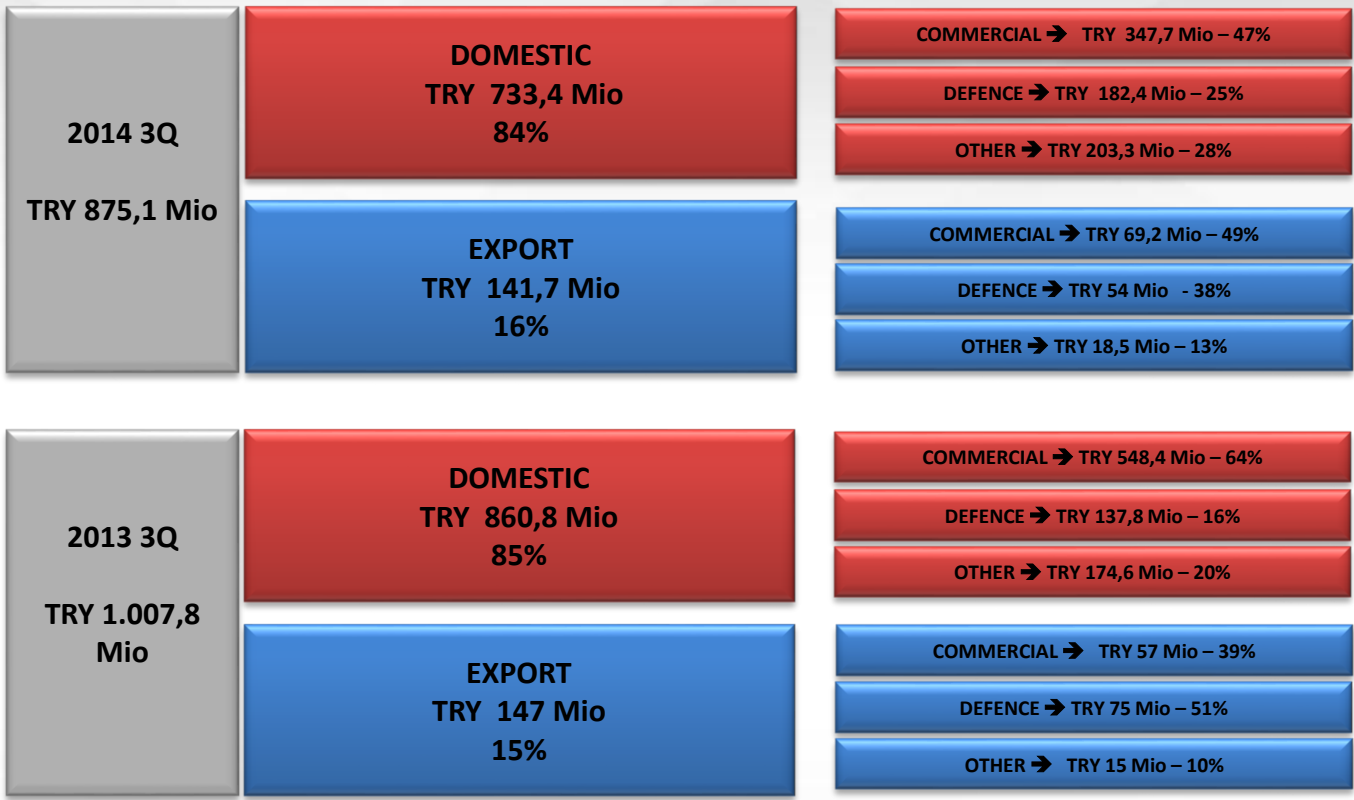 2014 3Q
TRY 875,1 Mio
DOMESTIC
TRY 733,4 Mio
84%
COMMERCIAL ➔ TRY 347,7 Mio – 47%
DEFENCE ➔ TRY 182,4 Mio – 25%
OTHER ➔ TRY 203,3 Mio – 28%
EXPORT
TRY 141,7 Mio
16%
COMMERCIAL ➔ TRY 69,2 Mio – 49%
DEFENCE ➔ TRY 54 Mio - 38%
OTHER ➔ TRY 18,5 Mio – 13%
2013 3Q
TRY 1.007,8
Mio
DOMESTIC
TRY 860,8 Mio
85%
COMMERCIAL ➔ TRY 548,4 Mio – 64%
DEFENCE ➔ TRY 137,8 Mio – 16%
OTHER ➔ TRY 174,6 Mio – 20%
EXPORT
TRY 147 Mio
15%
COMMERCIAL ➔ TRY 57 Mio – 39%
DEFENCE ➔ TRY 75 Mio – 51%
OTHER ➔ TRY 15 Mio – 10%